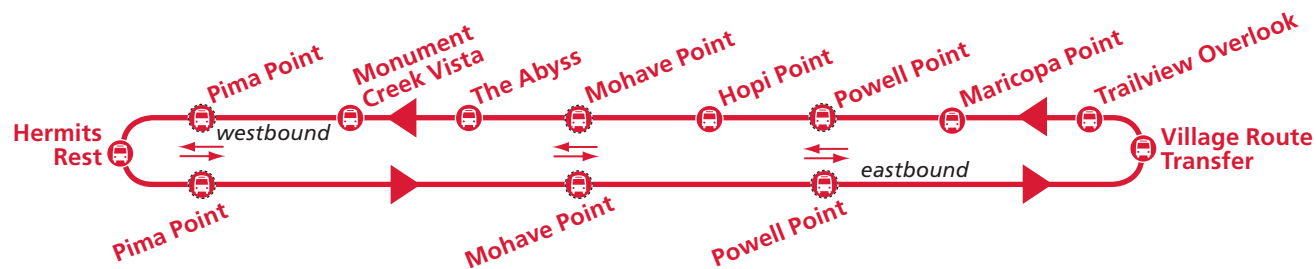 Pima Point
Monument
Creek Vista
The Abyss
Mohave Point
Hopi Point
Powell Point
Maricopa Point
Trailview Overlook
Hermits
Rest
westbound
Village Route
Transfer
eastbound
Pima Point
Mohave Point
Powell Point